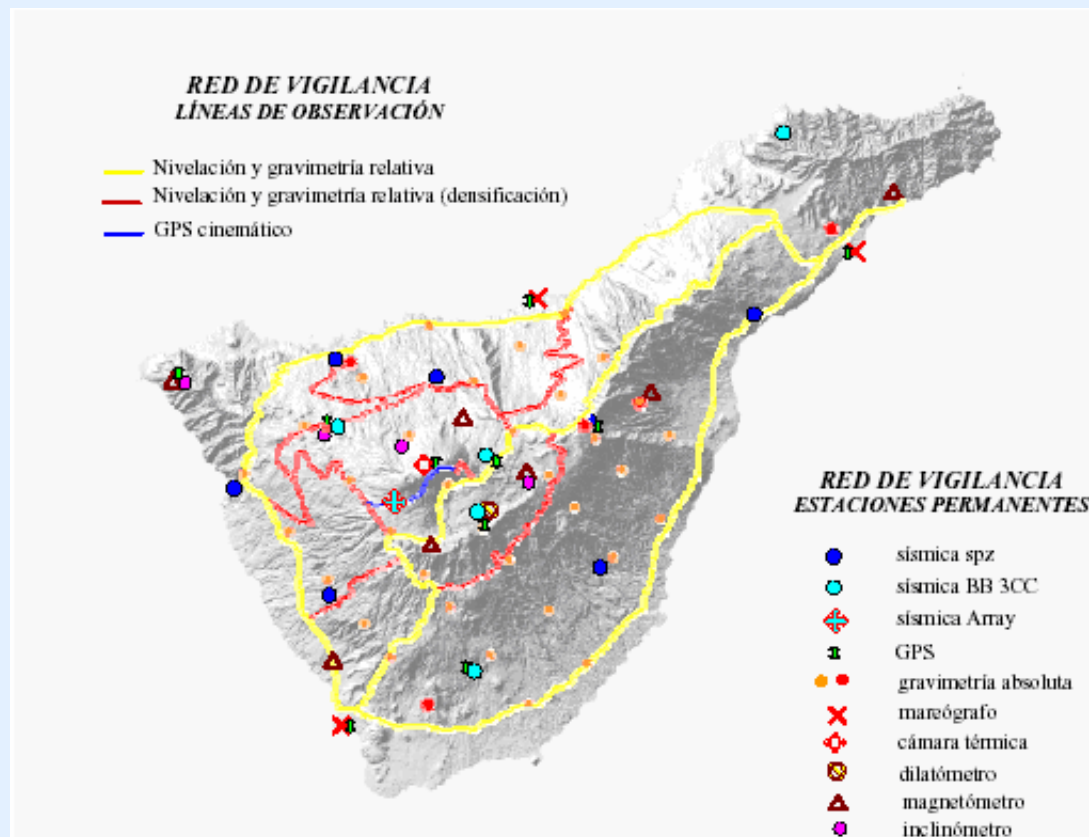 RED DE VIGILANCIA
LÍNEAS DE OBSERVACIÓN
Nivelación y gravimetría relativa
Nivelación y gravimetría relativa (densificación)
GPS cinemático
RED DE VIGILANCIA
ESTACIONES PERMANENTES
sísmica spz
sísmica BB 3CC
sísmica Array
GPS
gravimetría absoluta
mareógrafo
cámara térmica
dilatómetro
magnetómetro
inclinómetro